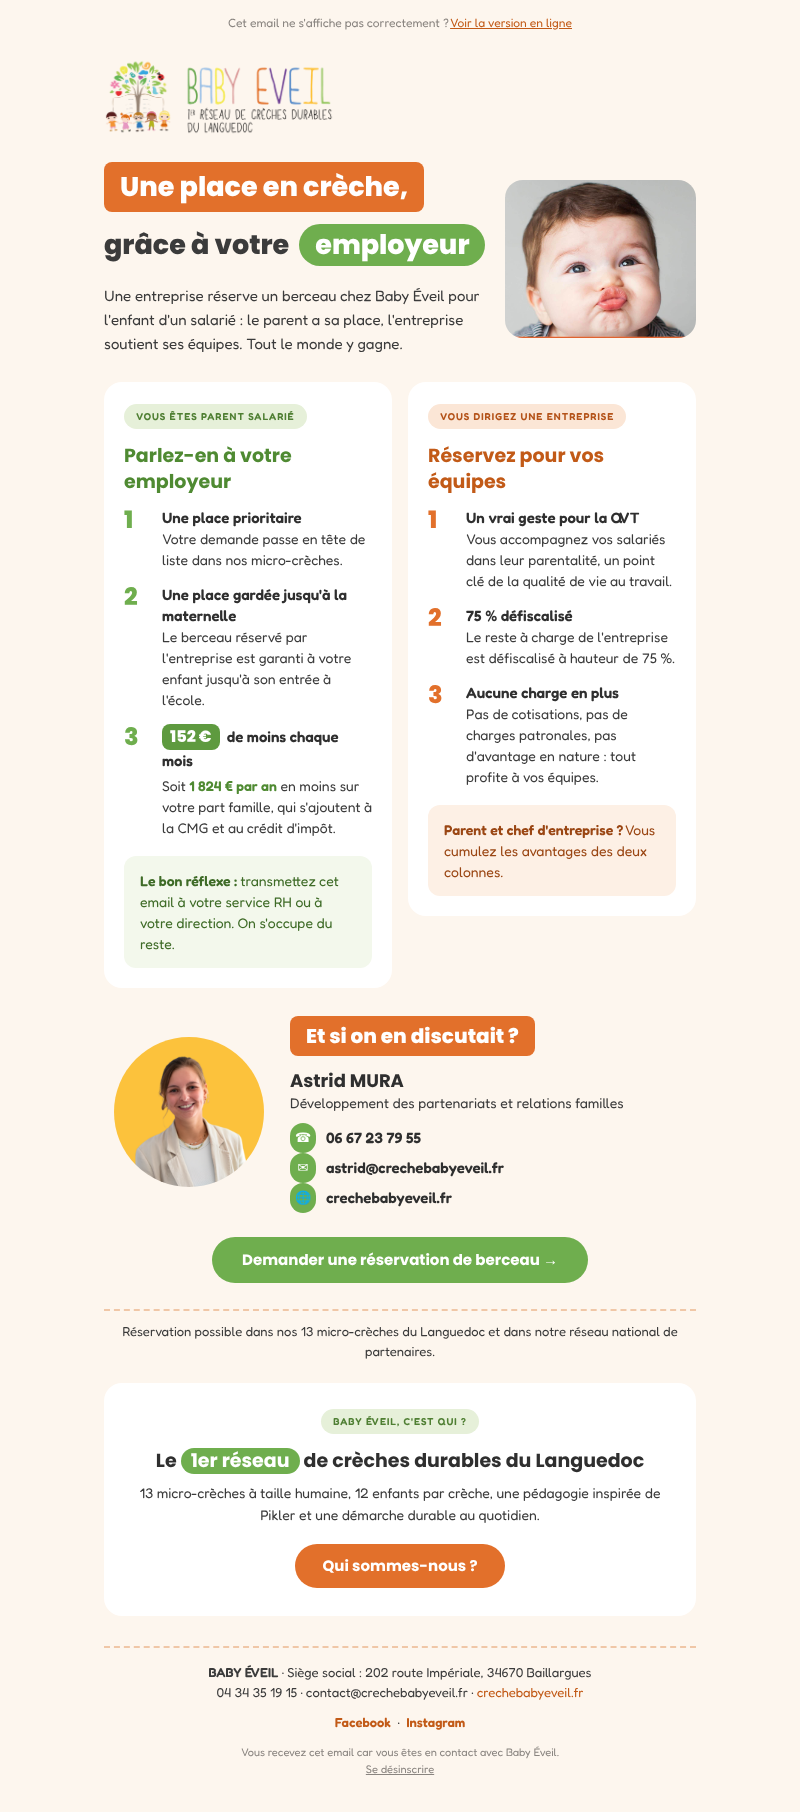 Cet email ne s'affiche pas correctement ? Voir la version en ligne
BABY EVEIL
1ER RÉSEAU DE CRÈCHES DURABLES
DU LANGUEDOC
Une place en crèche,
grâce à votre employeur
Une entreprise réserve un berceau chez Baby Éveil pour
l'enfant d'un salarié : le parent a sa place, l'entreprise
soutient ses équipes. Tout le monde y gagne.
VOUS ÊTES PARENT SALARIÉ
Parlez-en à votre
employeur
1 Une place prioritaire
Votre demande passe en tête de
liste dans nos micro-crèches.
2 Une place gardée jusqu'à la
maternelle
Le berceau réservé par
l'entreprise est garanti à votre
enfant jusqu'à son entrée à
l'école.
3 152 € de moins chaque
mois
Soit 1 824 € par an en moins sur
votre part famille, qui s'ajoutent à
la CMG et au crédit d'impôt.
Le bon réflexe : transmettez cet
email à votre service RH ou à
votre direction. On s'occupe du
reste.
VOUS DIRIGEZ UNE ENTREPRISE
Réservez pour vos
équipes
1 Un vrai geste pour la QVT
Vous accompagnez vos salariés
dans leur parentalité, un point
clé de la qualité de vie au travail.
2 75 % défiscalisé
Le reste à charge de l'entreprise
est défiscalisé à hauteur de 75 %.
3 Aucune charge en plus
Pas de cotisations, pas de
charges patronales, pas
d'avantage en nature : tout
profite à vos équipes.
Parent et chef d'entreprise ? Vous
cumulez les avantages des deux
colonnes.
Et si on en discutait ?
Astrid MURA
Développement des partenariats et relations familles
06 67 23 79 55
astrid@crechebabyeveil.fr
crechebabyeveil.fr
Demander une réservation de berceau →
Réservation possible dans nos 13 micro-crèches du Languedoc et dans notre réseau national de
partenaires.
BABY ÉVEIL, C'EST QUI ?
Le 1er réseau de crèches durables du Languedoc
13 micro-crèches à taille humaine, 12 enfants par crèche, une pédagogie inspirée de
Pikler et une démarche durable au quotidien.
Qui sommes-nous ?
BABY ÉVEIL · Siège social : 202 route Impériale, 34670 Baillargues
04 34 35 19 15 · contact@crechebabyeveil.fr · crechebabyeveil.fr
Facebook · Instagram
Vous recevez cet email car vous êtes en contact avec Baby Éveil.
Se désinscrire